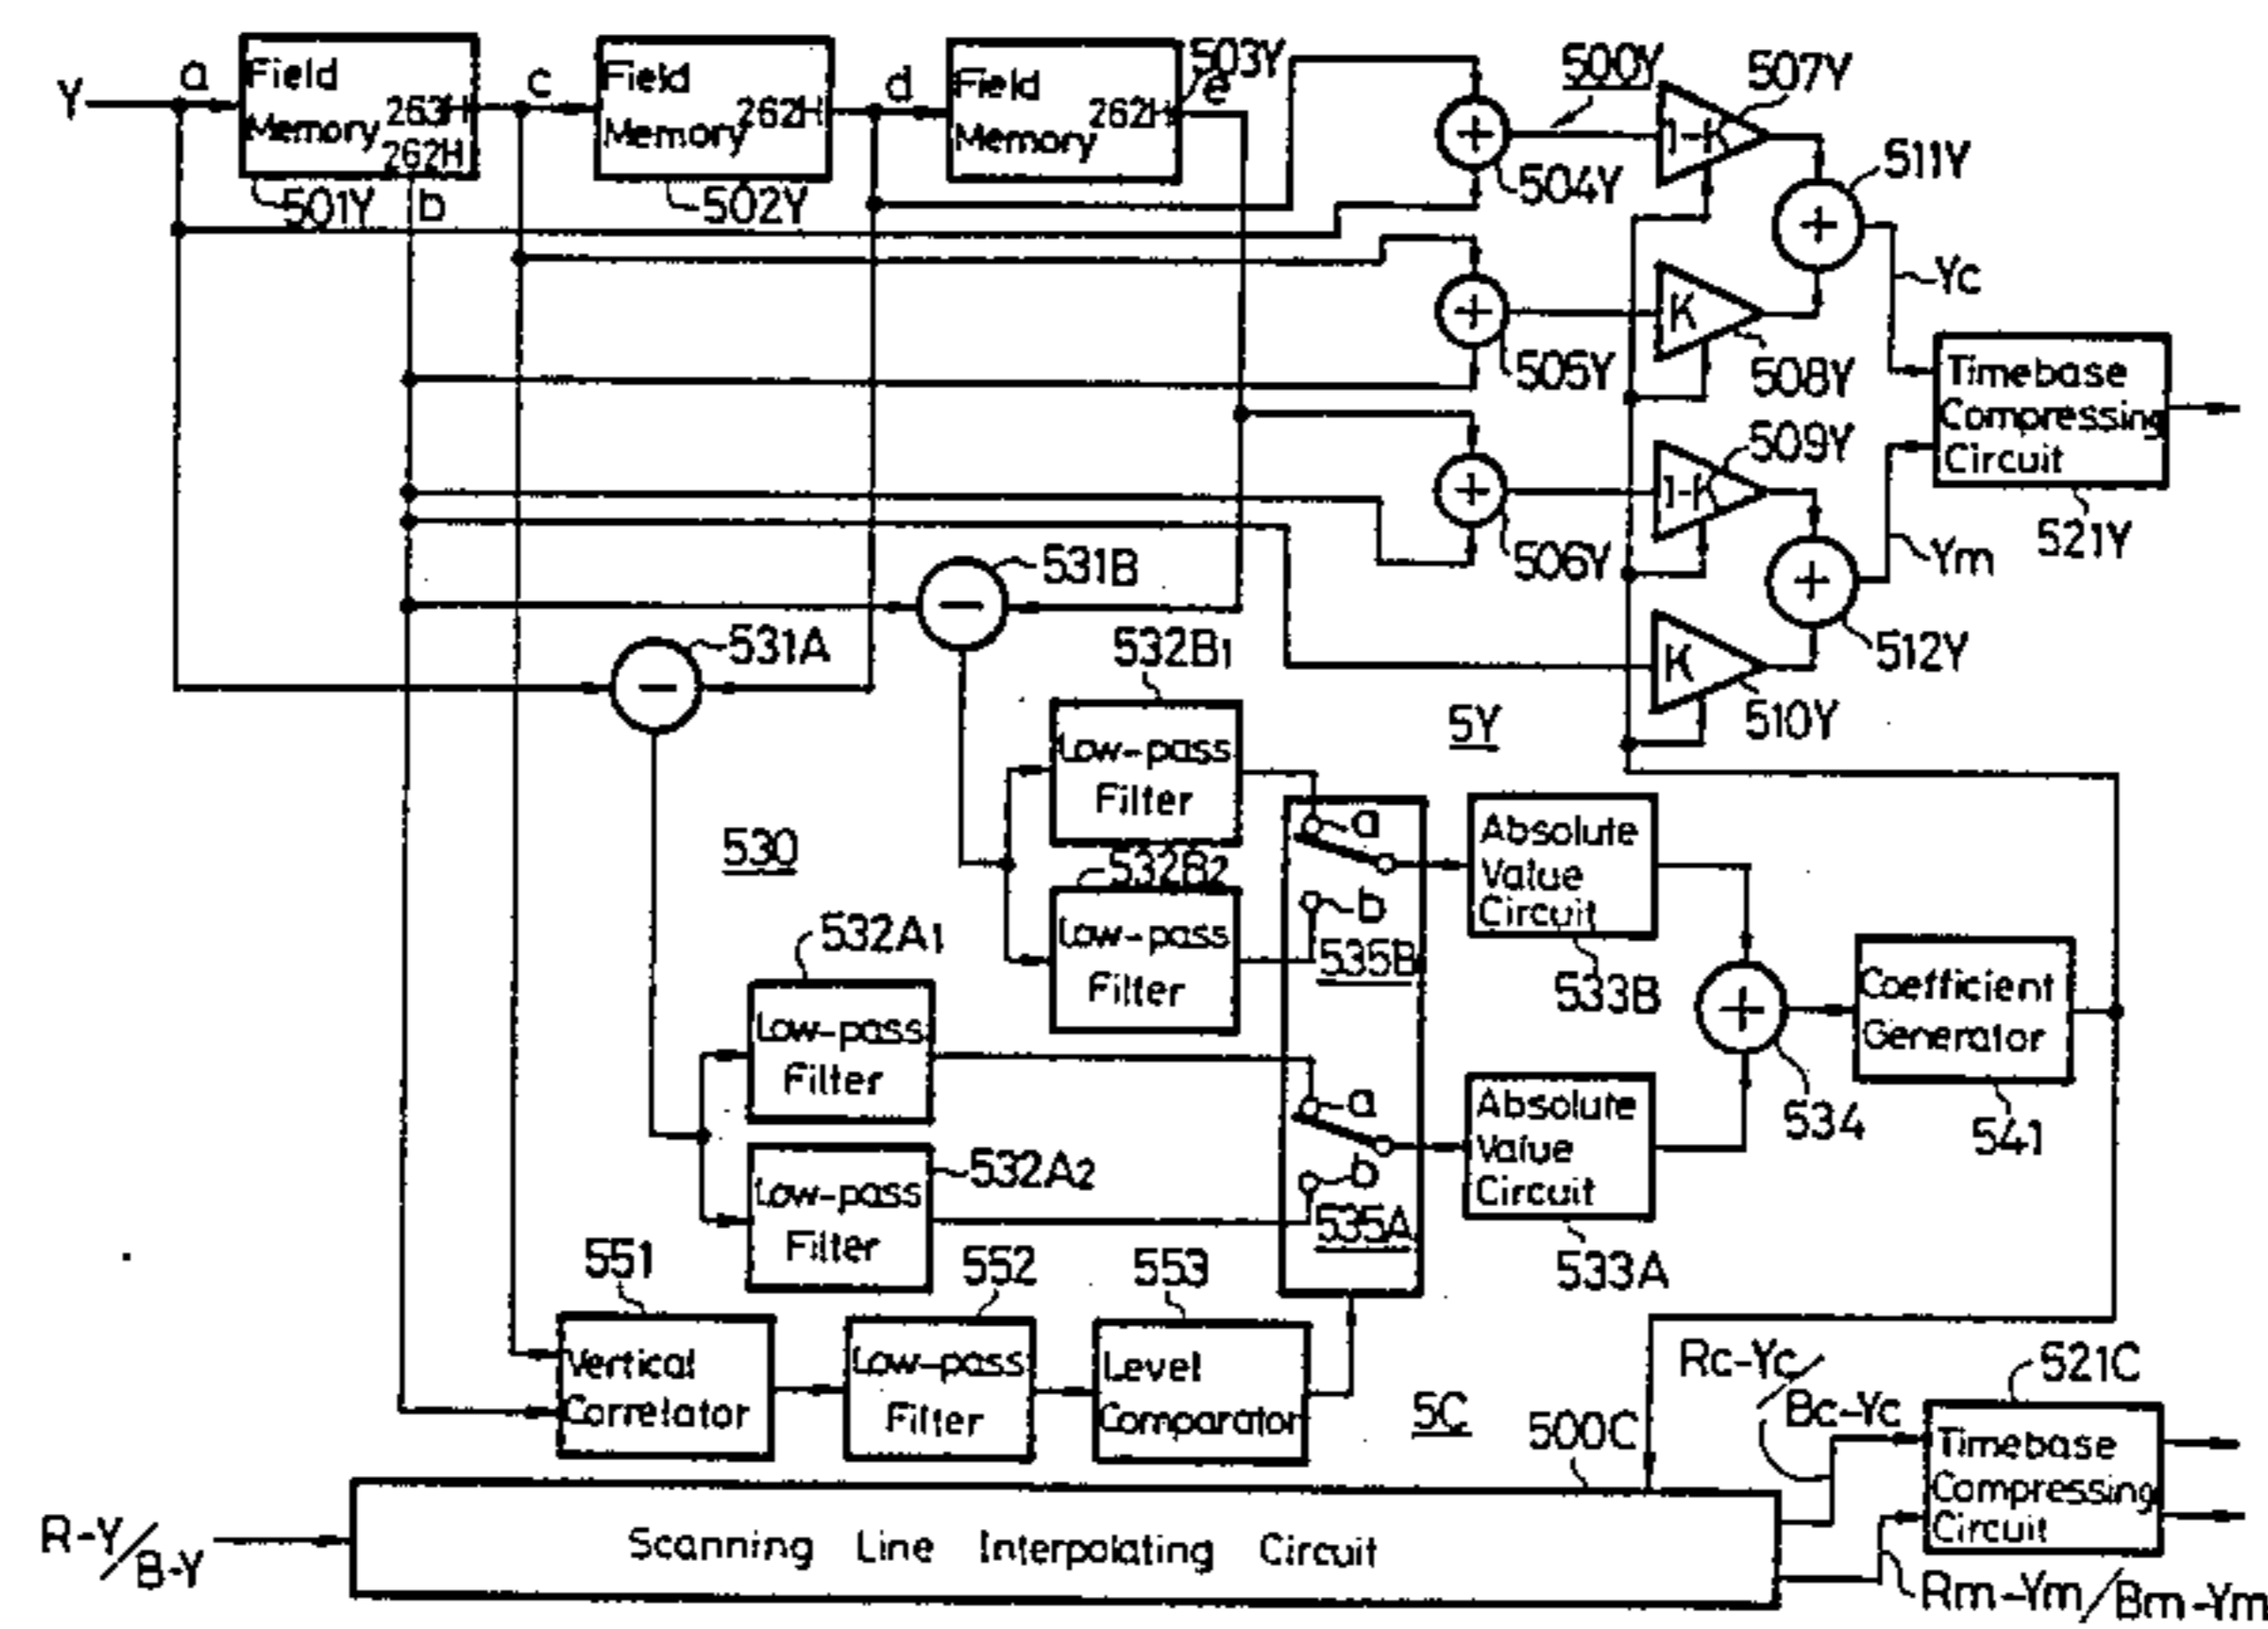 Y
a
Field
Memory
263H
262H
501Y
b
c
Field
Memory
262H
502Y
d
Field
Memory
262H
503Y
e
500Y
504Y
1-K
507Y
511Y
Yc
505Y
K
508Y
Timebase
Compressing
Circuit
521Y
506Y
1-K
509Y
Ym
512Y
K
510Y
5Y
531B
531A
530
532B1
Low-pass
Filter
532B2
Low-pass
Filter
532A1
Low-pass
Filter
532A2
Low-pass
Filter
a
b
535B
a
b
535A
Absolute
Value
Circuit
533B
Absolute
Value
Circuit
533A
534
Coefficient
Generator
541
551
Vertical
Correlator
552
Low-pass
Filter
553
Level
Comparator
5C
500C
R-Y/B-Y
Scanning Line Interpolating Circuit
Rc-Yc/Bc-Yc
521C
Timebase
Compressing
Circuit
Rm-Ym/Bm-Ym